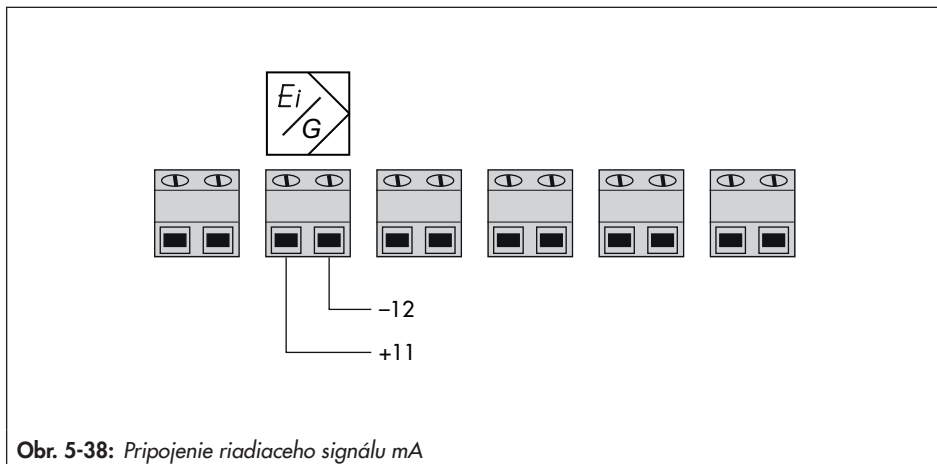 Ei
G
–12
+11
Obr. 5-38: Pripojenie riadiaceho signálu mA